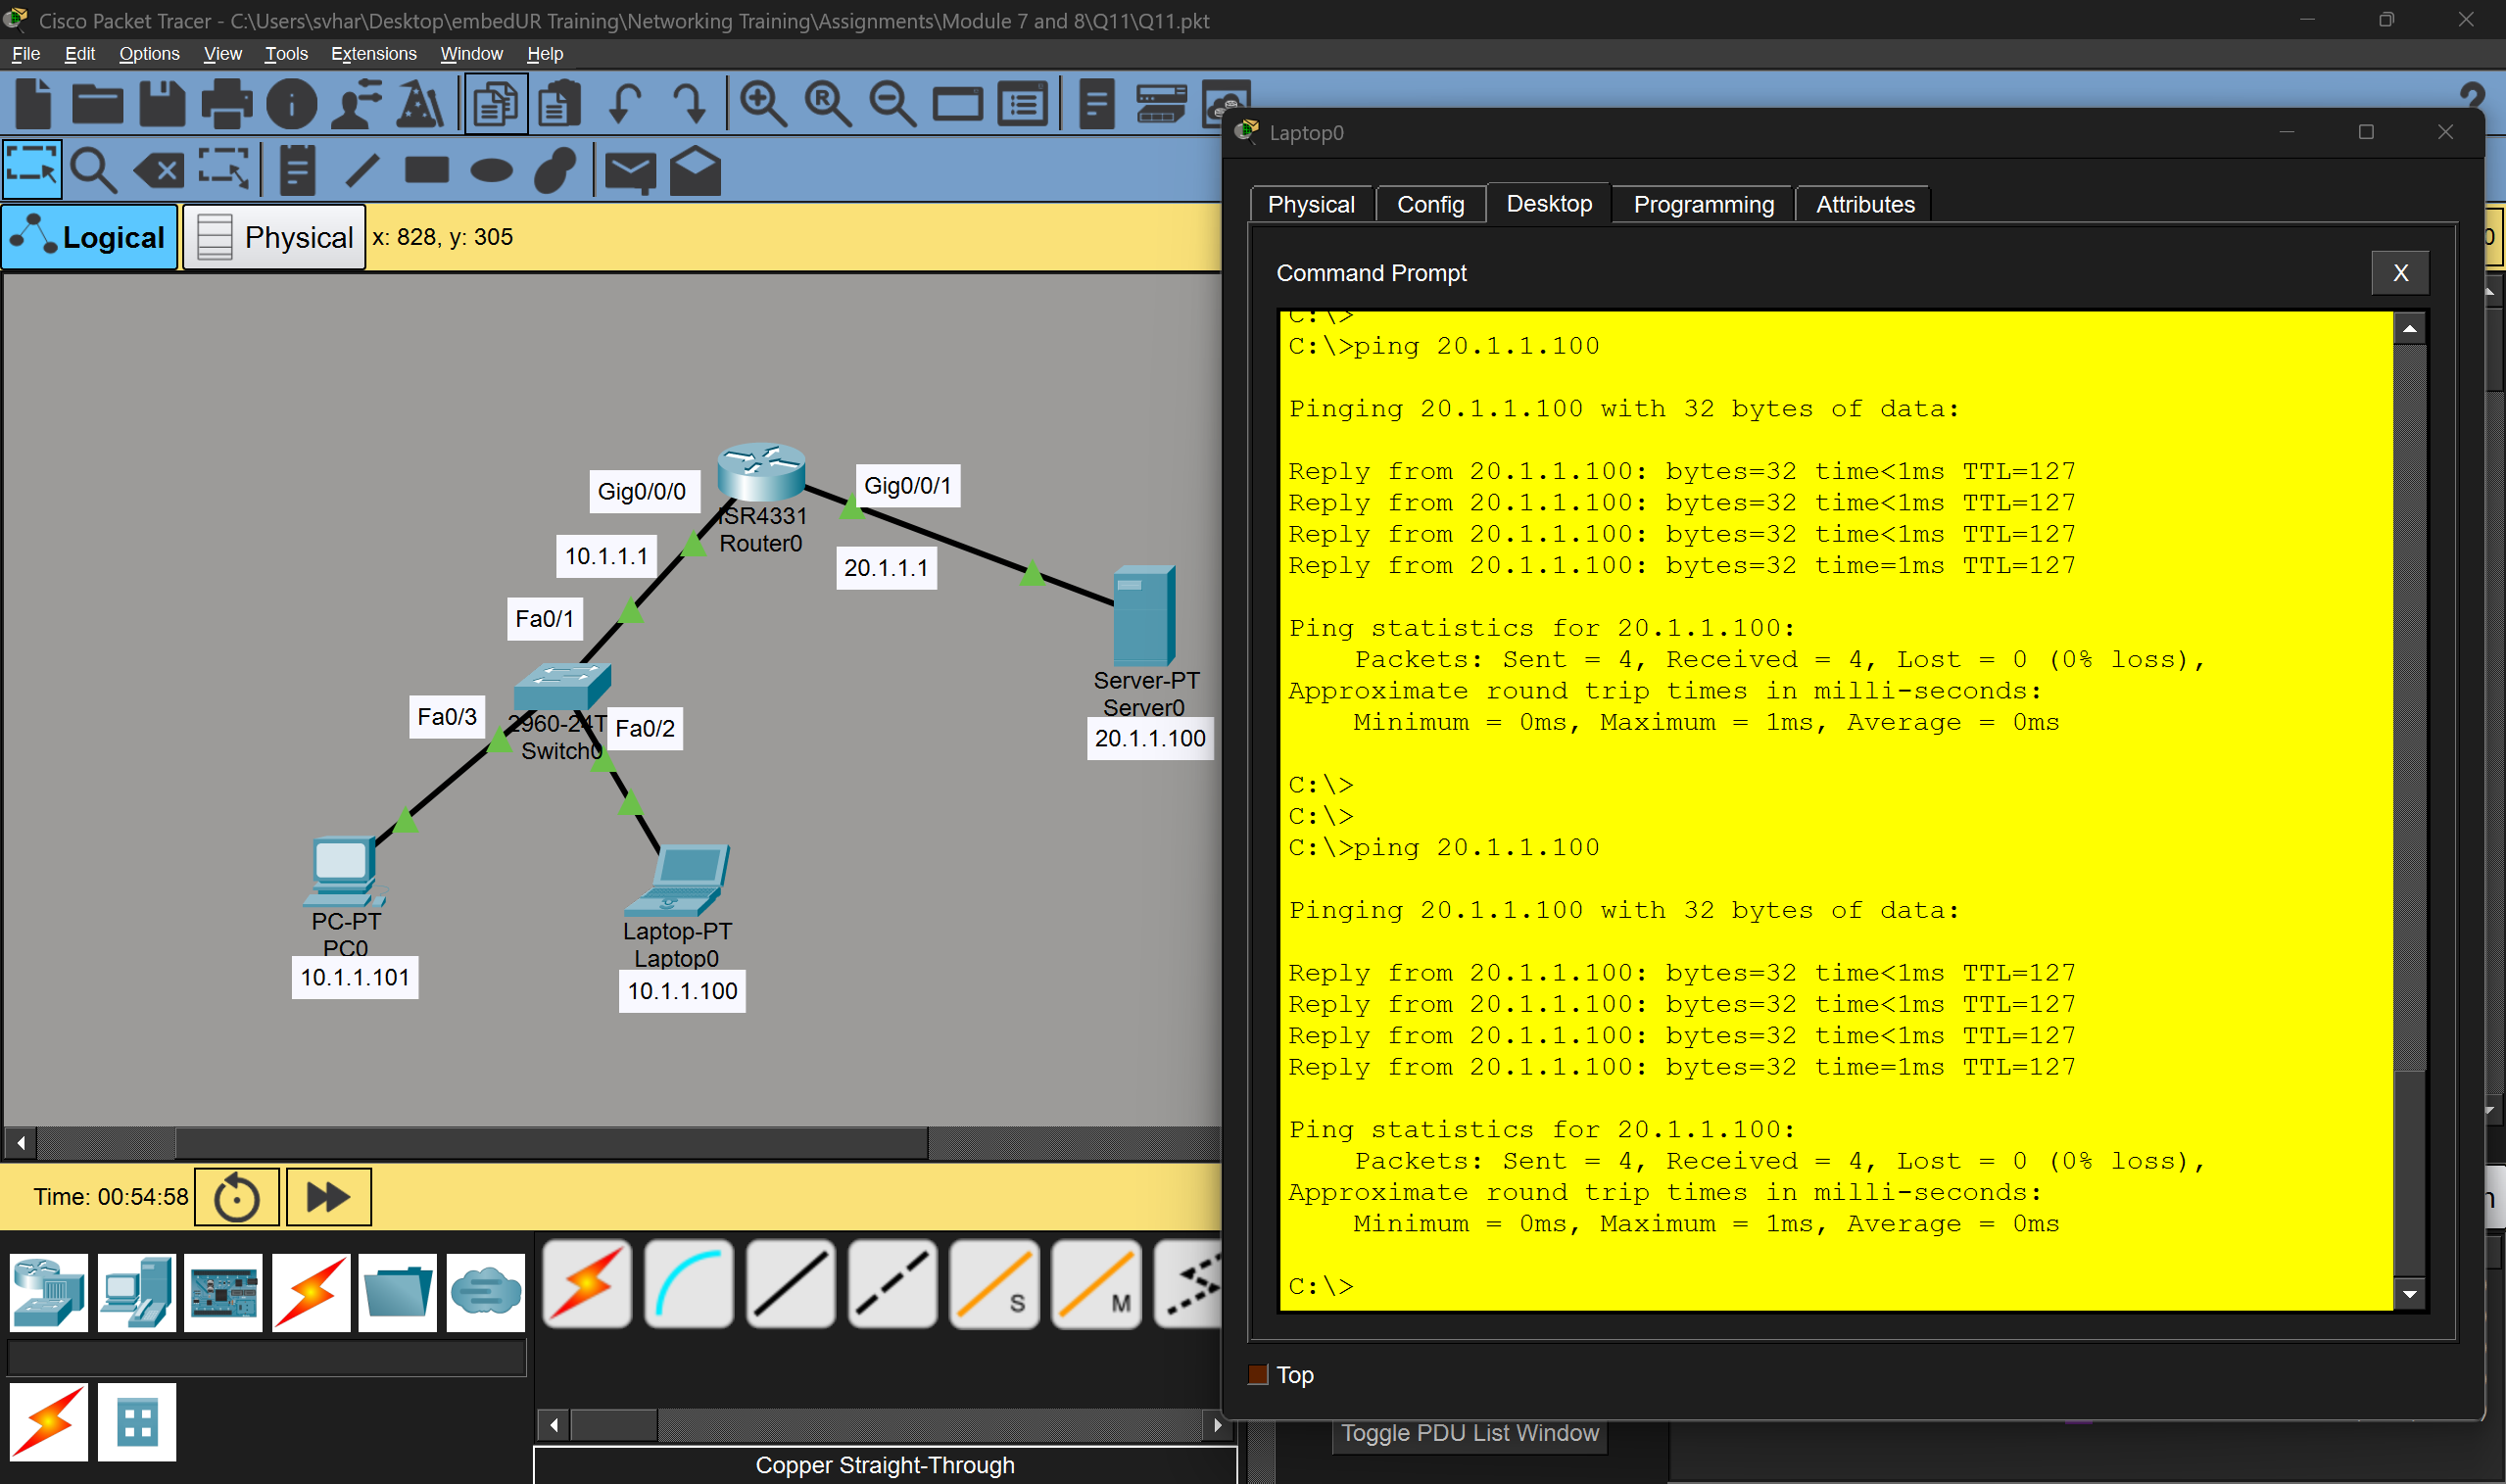 Cisco Packet Tracer - C:\Users\svhar\Desktop\embedUR Training\Networking Training\Assignments\Module 7 and 8\Q11\Q11.pkt
File Edit Options View Tools Extensions Window Help
Logical
Physical
x: 828, y: 305
Gig0/0/0
Gig0/0/1
ISR4331
Router0
10.1.1.1
20.1.1.1
Fa0/1
Server-PT
Server0
20.1.1.100
Fa0/3
2960-24T
Switch0
Fa0/2
PC-PT
PC0
10.1.1.101
Laptop-PT
Laptop0
10.1.1.100
Time: 00:54:58
S
M
Copper Straight-Through
Laptop0
Physical Config Desktop Programming Attributes
Command Prompt
X
C:\>
C:\>ping 20.1.1.100
Pinging 20.1.1.100 with 32 bytes of data:
Reply from 20.1.1.100: bytes=32 time<1ms TTL=127
Reply from 20.1.1.100: bytes=32 time<1ms TTL=127
Reply from 20.1.1.100: bytes=32 time<1ms TTL=127
Reply from 20.1.1.100: bytes=32 time=1ms TTL=127
Ping statistics for 20.1.1.100:
Packets: Sent = 4, Received = 4, Lost = 0 (0% loss),
Approximate round trip times in milli-seconds:
Minimum = 0ms, Maximum = 1ms, Average = 0ms
C:\>
C:\>
C:\>ping 20.1.1.100
Pinging 20.1.1.100 with 32 bytes of data:
Reply from 20.1.1.100: bytes=32 time<1ms TTL=127
Reply from 20.1.1.100: bytes=32 time<1ms TTL=127
Reply from 20.1.1.100: bytes=32 time<1ms TTL=127
Reply from 20.1.1.100: bytes=32 time=1ms TTL=127
Ping statistics for 20.1.1.100:
Packets: Sent = 4, Received = 4, Lost = 0 (0% loss),
Approximate round trip times in milli-seconds:
Minimum = 0ms, Maximum = 1ms, Average = 0ms
C:\>
Top
Toggle PDU List Window